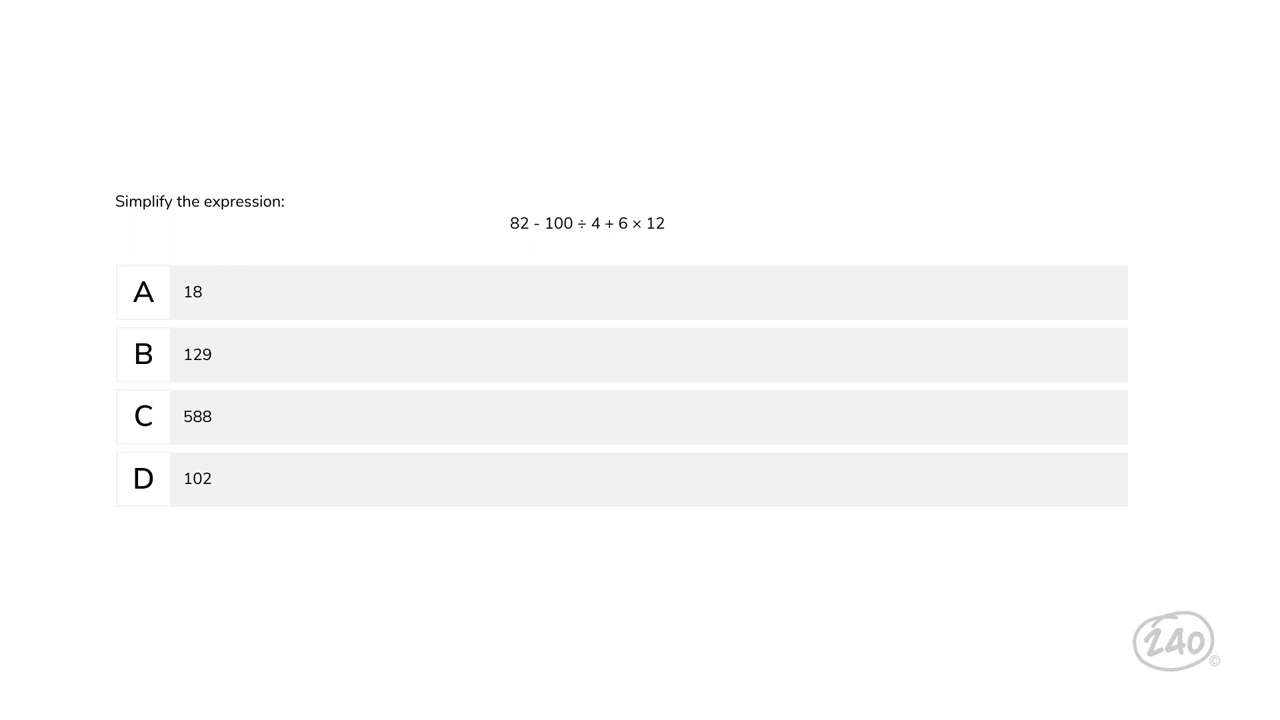 Simplify the expression:
82 - 100 ÷ 4 + 6 × 12
A 18
B 129
C 588
D 102
240
©